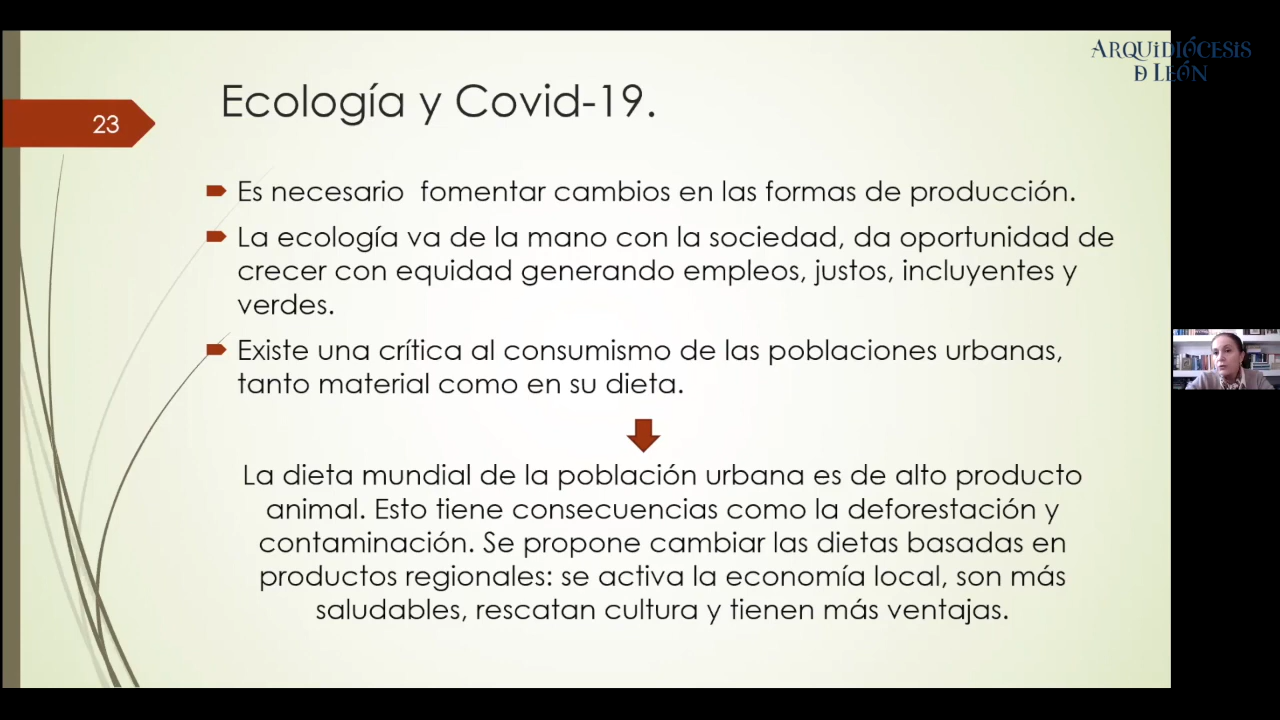 ARQUIDIÓCESIS
D LEÓN
Ecología y Covid-19.
23
Es necesario fomentar cambios en las formas de producción.
La ecología va de la mano con la sociedad, da oportunidad de
crecer con equidad generando empleos, justos, incluyentes y
verdes.
Existe una crítica al consumismo de las poblaciones urbanas,
tanto material como en su dieta.
La dieta mundial de la población urbana es de alto producto
animal. Esto tiene consecuencias como la deforestación y
contaminación. Se propone cambiar las dietas basadas en
productos regionales: se activa la economía local, son más
saludables, rescatan cultura y tienen más ventajas.